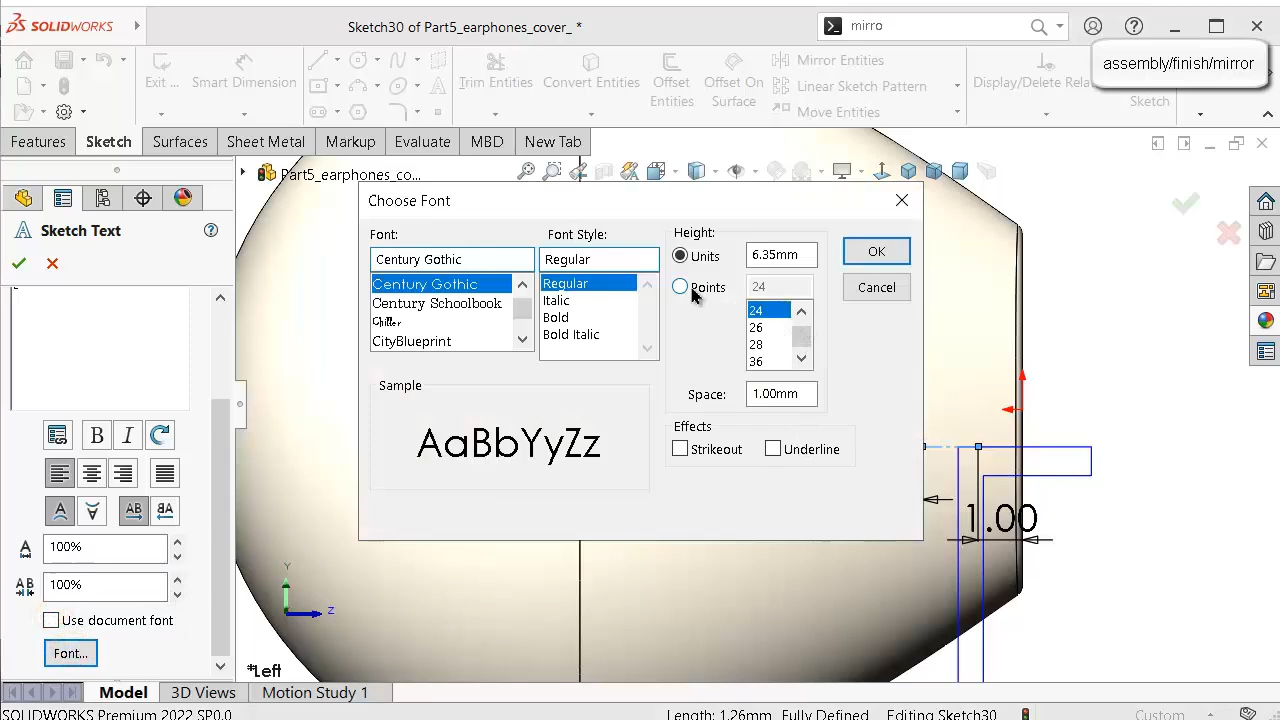 SOLIDWORKS
Sketch30 of Part5_earphones_cover_ *
mirro
assembly/finish/mirror
Exit ...
Smart Dimension
Trim Entities
Convert Entities
Offset Entities
Offset On Surface
Mirror Entities
Linear Sketch Pattern
Move Entities
Display/Delete Rela
Sketch
Features
Sketch
Surfaces
Sheet Metal
Markup
Evaluate
MBD
New Tab
Part5_earphones_co...
Sketch Text
Choose Font
Font:
Century Gothic
Century Gothic
Century Schoolbook
Chiller
CityBlueprint
Font Style:
Regular
Regular
Italic
Bold
Bold Italic
Height:
Units
6.35mm
Points
24
24
26
28
36
Space:
1.00mm
OK
Cancel
Sample
AaBbYyZz
Effects
Strikeout
Underline
B
I
A
AB
AB
A
100%
AB
100%
Use document font
Font...
1.00
Y
Z
*Left
Model
3D Views
Motion Study 1
SOLIDWORKS Premium 2022 SP0.0
Length: 1.26mm
Fully Defined
Editing Sketch30
Custom